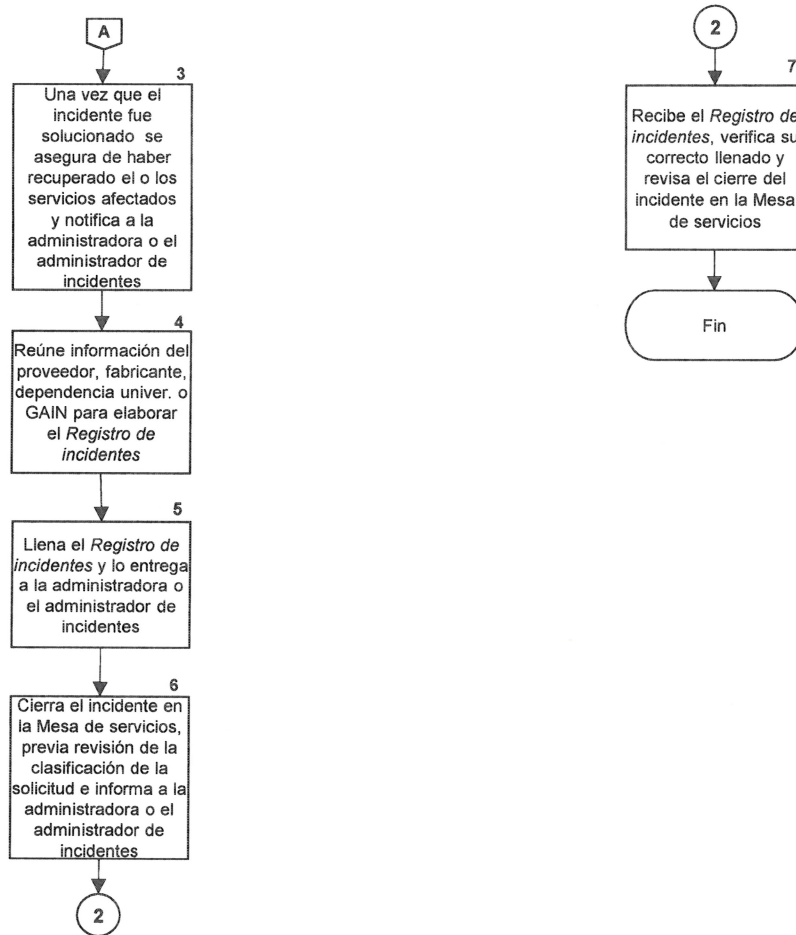 A
3
Una vez que el
incidente fue
solucionado se
asegura de haber
recuperado el o los
servicios afectados
y notifica a la
administradora o el
administrador de
incidentes
4
Reúne información del
proveedor, fabricante,
dependencia univer. o
GAIN para elaborar
el Registro de
incidentes
5
Llena el Registro de
incidentes y lo entrega
a la administradora o
el administrador de
incidentes
6
Cierra el incidente en
la Mesa de servicios,
previa revisión de la
clasificación de la
solicitud e informa a la
administradora o el
administrador de
incidentes
2
2
7
Recibe el Registro de
incidentes, verifica su
correcto llenado y
revisa el cierre del
incidente en la Mesa
de servicios
Fin